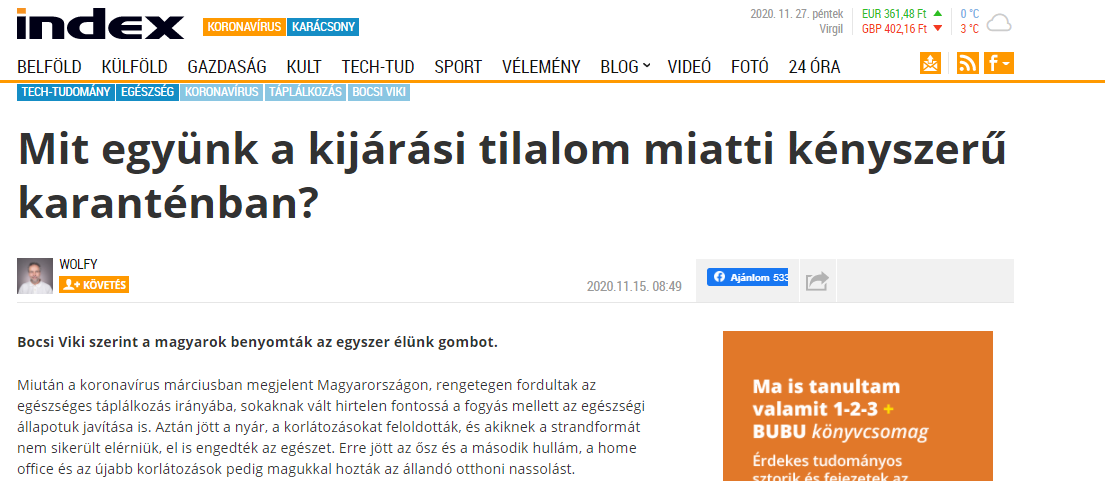 index
KORONAVÍRUS KARÁCSONY
2020. 11. 27. péntek
Virgil
EUR 361,48 Ft
GBP 402,16 Ft
0 °C
3 °C
BELFÖLD KÜLFÖLD GAZDASÁG KULT TECH-TUD SPORT VÉLEMÉNY BLOG VIDEÓ FOTÓ 24 ÓRA
TECH-TUDOMÁNY EGÉSZSÉG KORONAVÍRUS TÁPLÁLKOZÁS BOCSI VIKI
Mit együnk a kijárási tilalom miatti kényszerű
karanténban?
WOLFY
KÖVETÉS
2020.11.15. 08:49
Ajánlom 533
Bocsi Viki szerint a magyarok benyomták az egyszer élünk gombot.
Miután a koronavírus márciusban megjelent Magyarországon, rengetegen fordultak az
egészséges táplálkozás irányába, sokaknak vált hirtelen fontossá a fogyás mellett az egészségi
állapotuk javítása is. Aztán jött a nyár, a korlátozásokat feloldották, és akiknek a strandformát
nem sikerült elérniük, el is engedték az egészet. Erre jött az ősz és a második hullám, a home
office és az újabb korlátozások pedig magukkal hozták az állandó otthoni nassolást.
Ma is tanultam
valamit 1-2-3 +
BUBU könyvcsomag
Érdekes tudományos
sztorik és fejezetek az